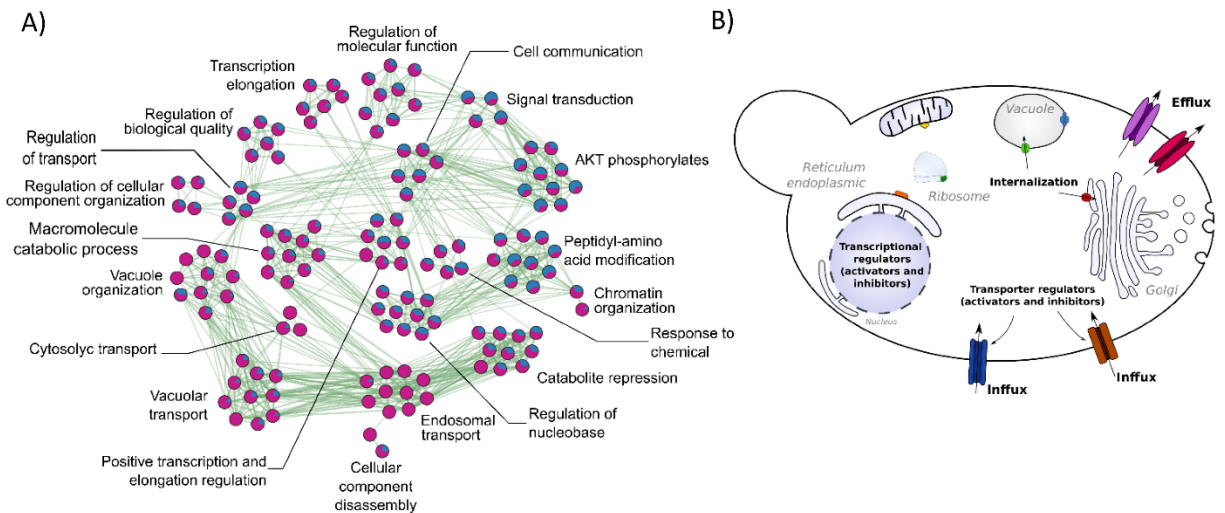 A)
Regulation of
molecular function
Cell communication
Transcription
elongation
Signal transduction
Regulation of
biological quality
Regulation
of transport
AKT phosphorylates
Regulation of cellular
component organization
Macromolecule
catabolic process
Peptidyl-amino
acid modification
Vacuole
organization
Chromatin
organization
Cytosolyc transport
Response to
chemical
Catabolite repression
Vacuolar
transport
Endosomal
transport
Regulation of
nucleobase
Positive transcription and
elongation regulation
Cellular
component
disassembly
B)
Efflux
Vacuole
Reticulum
endoplasmic
Ribosome
Internalization
Transcriptional
regulators
(activators and
inhibitors)
Nucleus
Transporter regulators
(activators and inhibitors)
Golgi
Inffux
Inffux